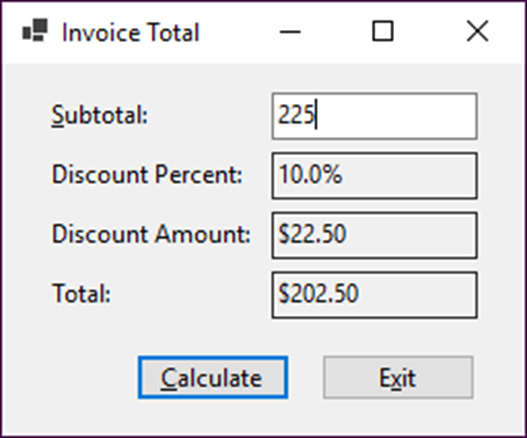 Invoice Total
Subtotal: 225
Discount Percent: 10.0%
Discount Amount: $22.50
Total: $202.50
Calculate Exit